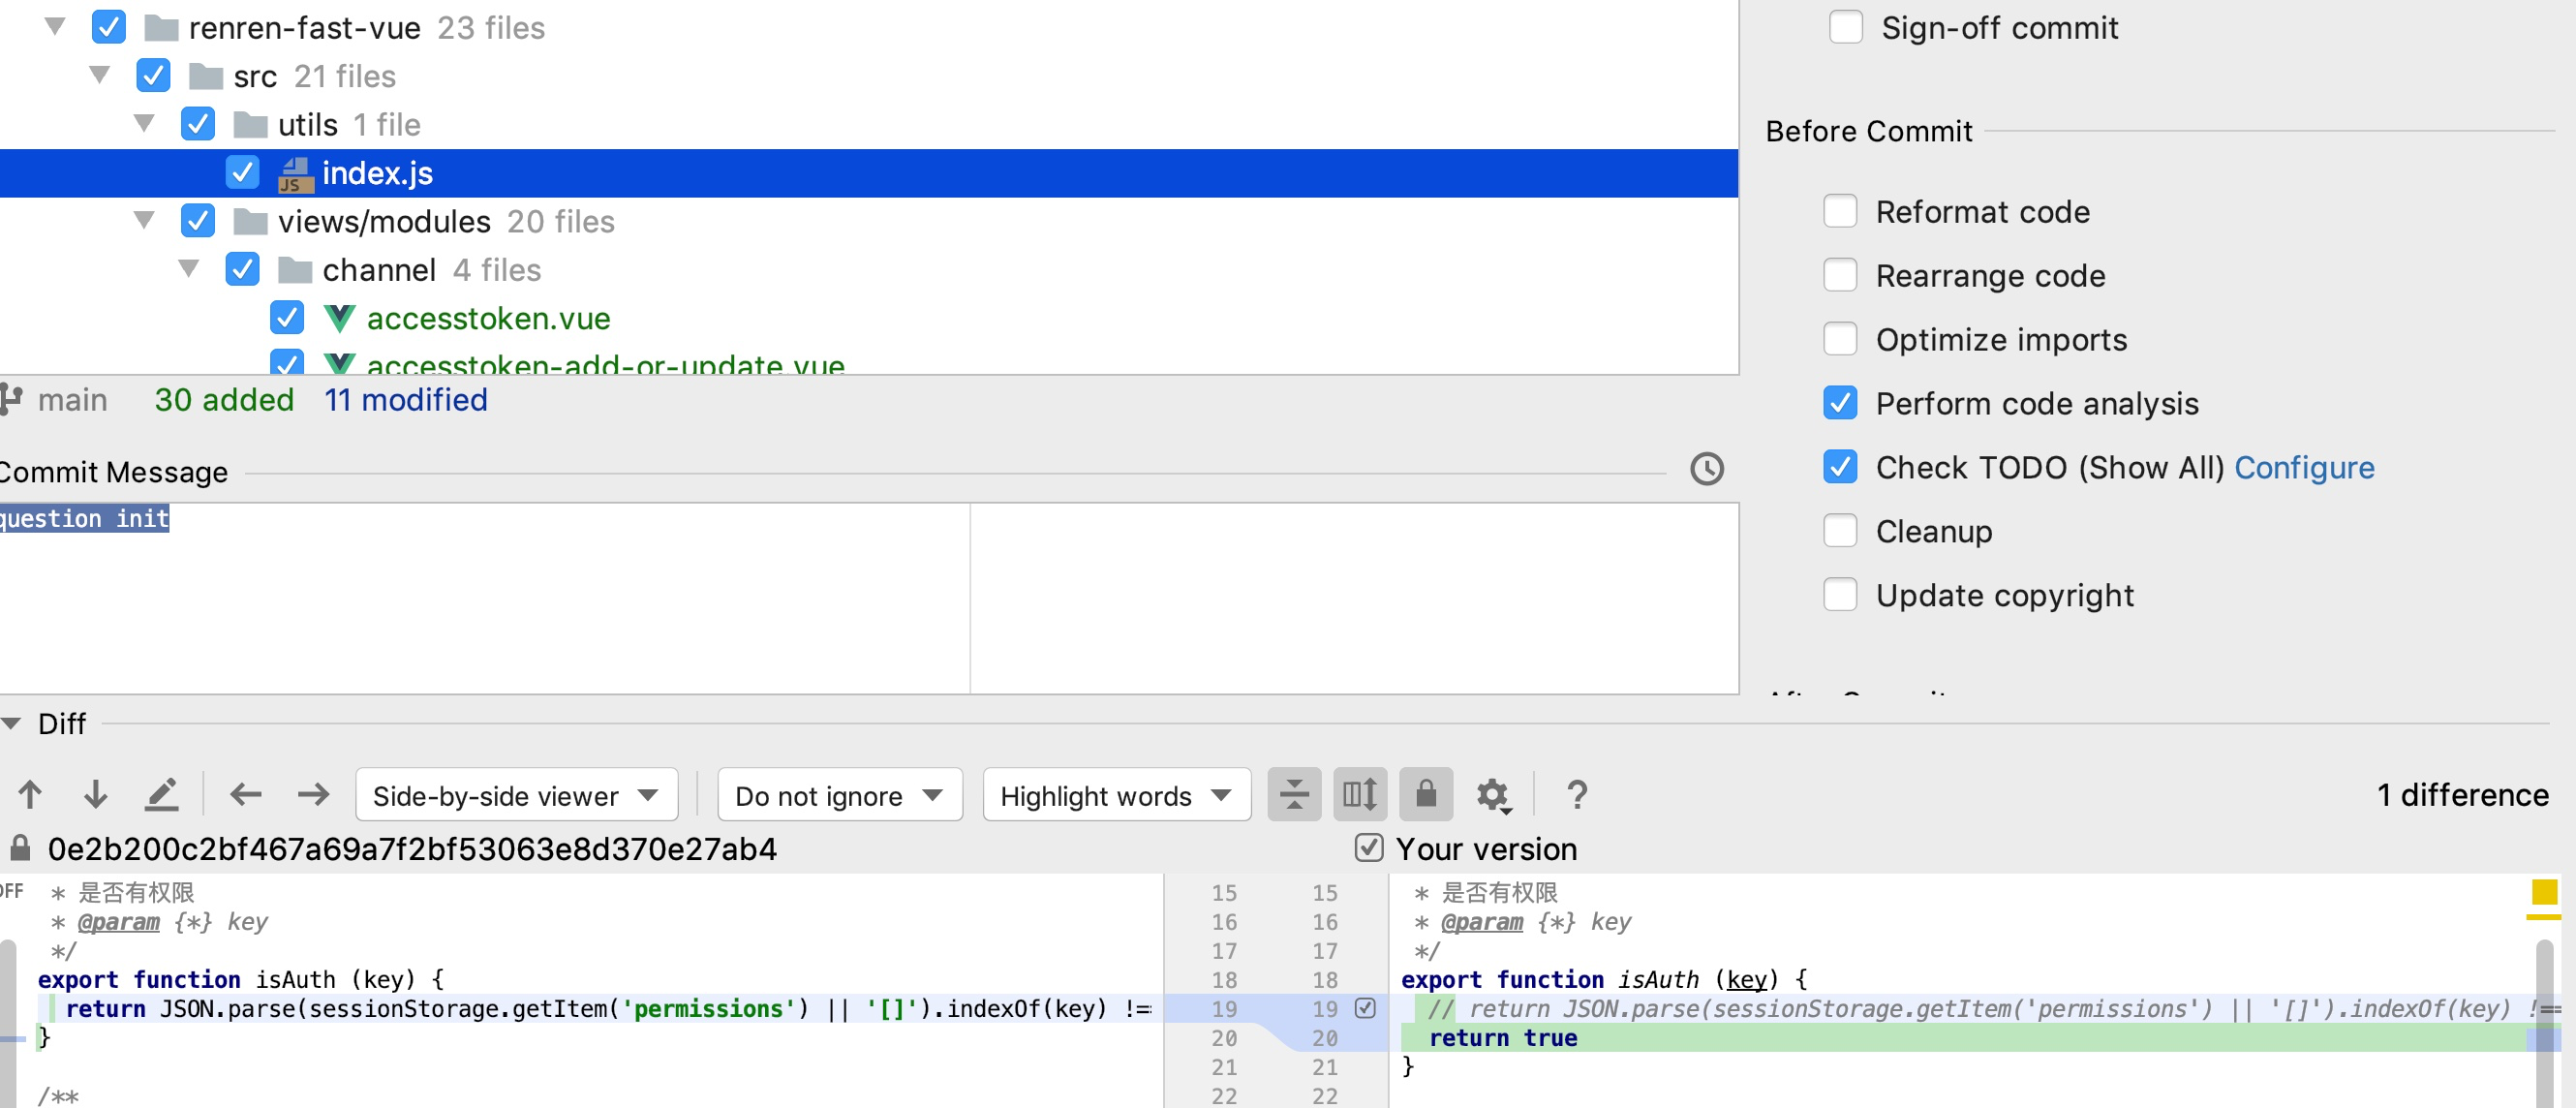 renren-fast-vue 23 files
src 21 files
utils 1 file
JS index.js
views/modules 20 files
channel 4 files
accesstoken.vue
accesstoken-add-or-update.vue
main 30 added 11 modified
Commit Message
question init
Sign-off commit
Before Commit
Reformat code
Rearrange code
Optimize imports
Perform code analysis
Check TODO (Show All) Configure
Cleanup
Update copyright
Diff
Side-by-side viewer Do not ignore Highlight words ? 1 difference
0e2b200c2bf467a69a7f2bf53063e8d370e27ab4 Your version
* 是否有权限 15 15 * 是否有权限
* @param {*} key 16 16 * @param {*} key
*/ 17 17 */
export function isAuth (key) { 18 18 export function isAuth (key) {
return JSON.parse(sessionStorage.getItem('permissions') || '[]').indexOf(key) != 19 19 // return JSON.parse(sessionStorage.getItem('permissions') || '[]').indexOf(key) !==
} 20 20 return true
21 21 }
/** 22 22